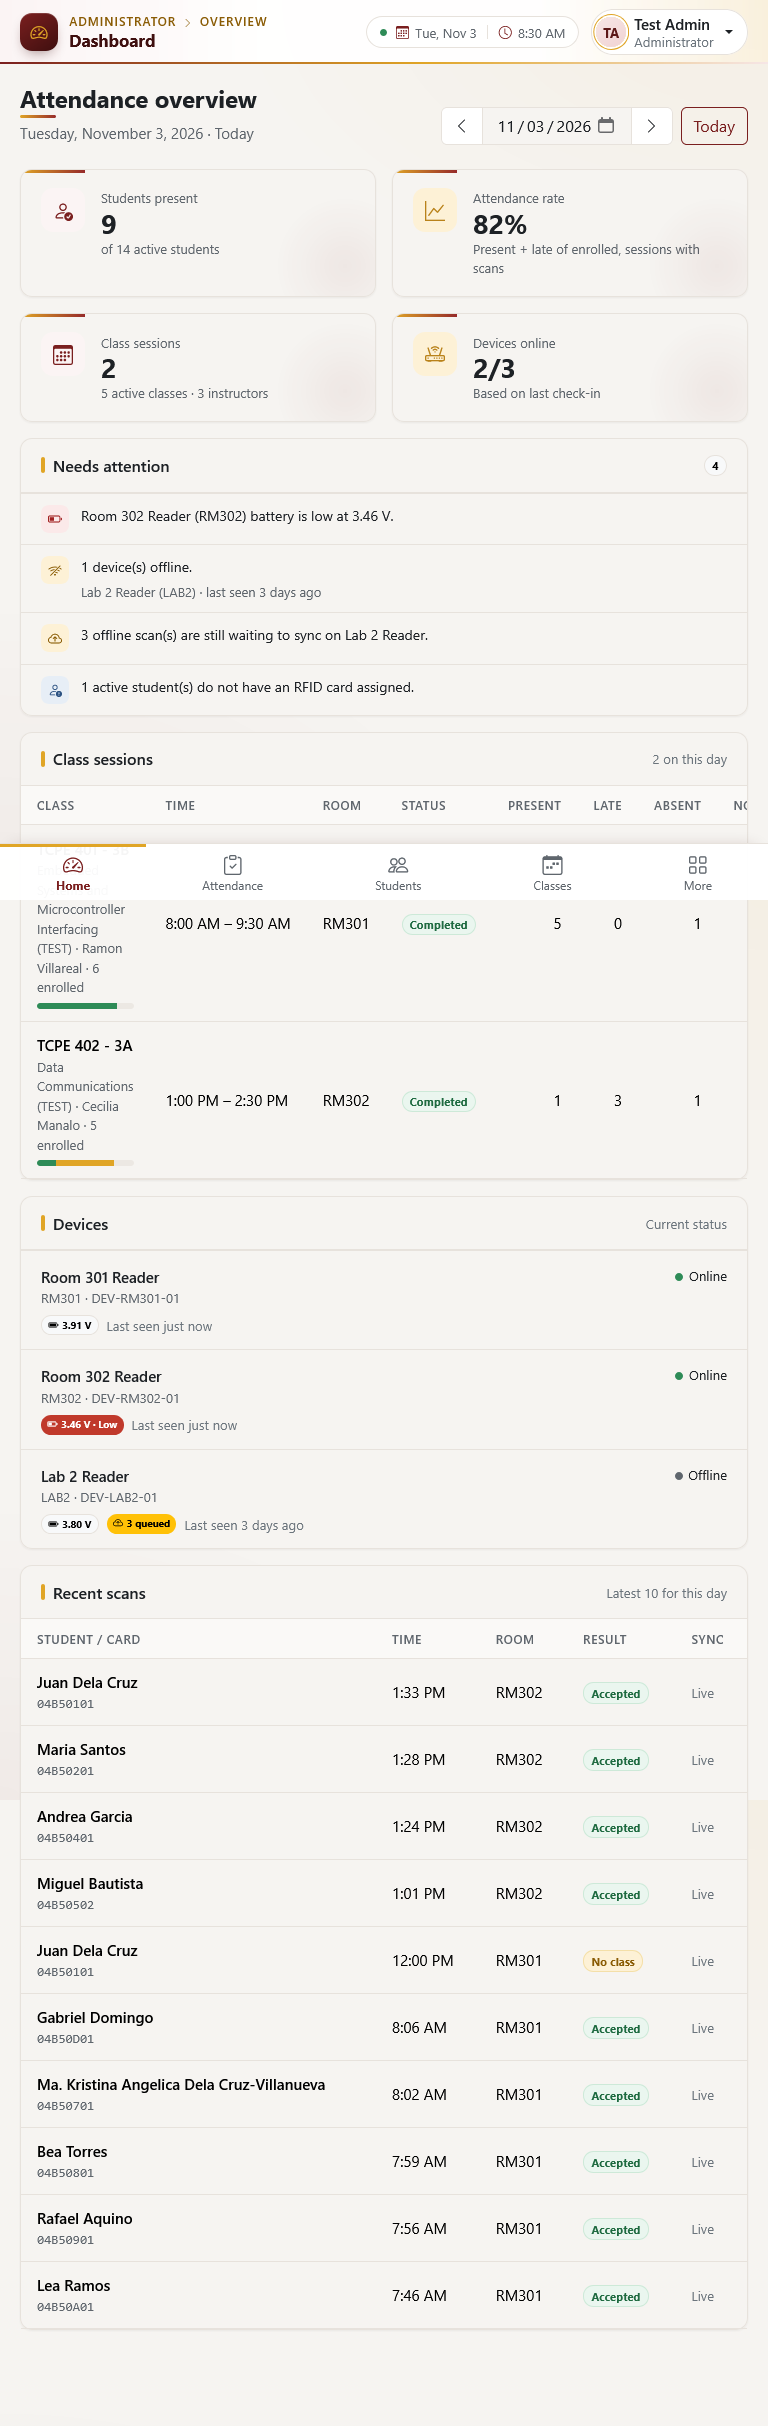 ADMINISTRATOR > OVERVIEW
Dashboard
Tue, Nov 3
8:30 AM
TA
Test Admin
Administrator
Attendance overview
Tuesday, November 3, 2026 · Today
11/03/2026
Today
Students present
9
of 14 active students
Attendance rate
82%
Present + late of enrolled, sessions with
scans
Class sessions
2
5 active classes · 3 instructors
Devices online
2/3
Based on last check-in
Needs attention
4
Room 302 Reader (RM302) battery is low at 3.46 V.
1 device(s) offline.
Lab 2 Reader (LAB2) · last seen 3 days ago
3 offline scan(s) are still waiting to sync on Lab 2 Reader.
1 active student(s) do not have an RFID card assigned.
Class sessions
2 on this day
CLASS TIME ROOM STATUS PRESENT LATE ABSENT
TCPE 401 - 3B
Home
Attendance
Students
Classes
More
Microcontroller
Interfacing
(TEST) · Ramon
Villareal · 6
enrolled
8:00 AM – 9:30 AM RM301 Completed 5 0 1
TCPE 402 - 3A
Data
Communications
(TEST) · Cecilia
Manalo · 5
enrolled
1:00 PM – 2:30 PM RM302 Completed 1 3 1
Devices
Current status
Room 301 Reader
Online
RM301 · DEV-RM301-01
3.91 V Last seen just now
Room 302 Reader
Online
RM302 · DEV-RM302-01
3.46 V · Low Last seen just now
Lab 2 Reader
Offline
LAB2 · DEV-LAB2-01
3.80 V 3 queued Last seen 3 days ago
Recent scans
Latest 10 for this day
STUDENT / CARD TIME ROOM RESULT SYNC
Juan Dela Cruz
04B50101
1:33 PM RM302 Accepted Live
Maria Santos
04B50201
1:28 PM RM302 Accepted Live
Andrea Garcia
04B50401
1:24 PM RM302 Accepted Live
Miguel Bautista
04B50502
1:01 PM RM302 Accepted Live
Juan Dela Cruz
04B50101
12:00 PM RM301 No class Live
Gabriel Domingo
04B50D01
8:06 AM RM301 Accepted Live
Ma. Kristina Angelica Dela Cruz-Villanueva
04B50701
8:02 AM RM301 Accepted Live
Bea Torres
04B50801
7:59 AM RM301 Accepted Live
Rafael Aquino
04B50901
7:56 AM RM301 Accepted Live
Lea Ramos
04B50A01
7:46 AM RM301 Accepted Live